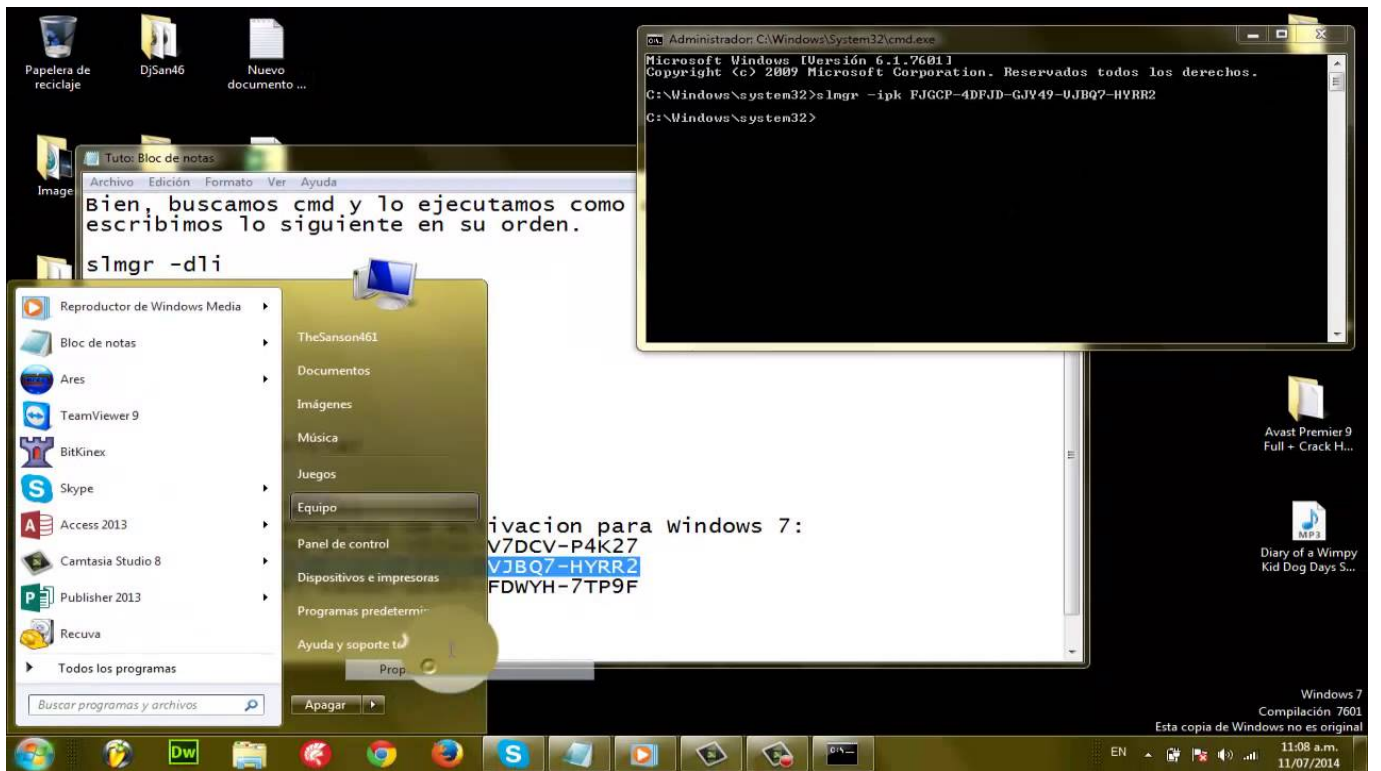 Papelera de reciclaje
DjSan46
Nuevo documento ...
Image
Administrador: C:\Windows\System32\cmd.exe
Microsoft Windows [Versión 6.1.7601]
Copyright (c) 2009 Microsoft Corporation. Reservados todos los derechos.
C:\Windows\system32>slmgr -ipk FJGCP-4DFJD-GJY49-VJBQ7-HYRR2
C:\Windows\system32>
Tuto: Bloc de notas
Archivo Edición Formato Ver Ayuda
Bien, buscamos cmd y lo ejecutamos como
escribimos lo siguiente en su orden.
slmgr -dli
ivacion para Windows 7:
V7DCV-P4K27
VJBQ7-HYRR2
FDWYH-7TP9F
Reproductor de Windows Media
Bloc de notas
Ares
TeamViewer 9
BitKinex
Skype
Access 2013
Camtasia Studio 8
Publisher 2013
Recuva
Todos los programas
Buscar programas y archivos
TheSanson461
Documentos
Imágenes
Música
Juegos
Equipo
Panel de control
Dispositivos e impresoras
Programas predetermi
Ayuda y soporte t
Prop
Apagar
Avast Premier 9
Full + Crack H...
MP3
Diary of a Wimpy
Kid Dog Days S...
Windows 7
Compilación 7601
Esta copia de Windows no es original
Dw
EN
11:08 a.m.
11/07/2014